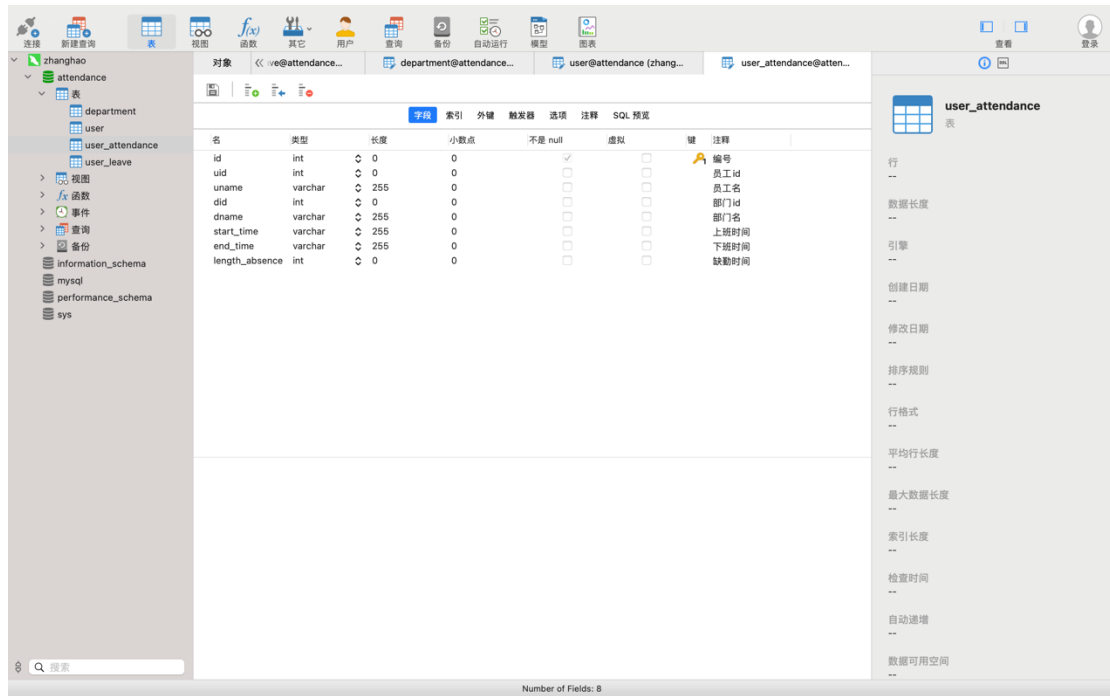 连接 新建查询 表 视图 函数 其它 用户 查询 备份 自动运行 模型 图表 查看 登录
f(x)
zhanghao
attendance
表
department
user
user_attendance
user_leave
视图
fx 函数
事件
查询
备份
information_schema
mysql
performance_schema
sys
搜索
对象 ve@attendance... department@attendance... user@attendance (zhang... user_attendance@atten...
字段 索引 外键 触发器 选项 注释 SQL 预览
名 类型 长度 小数点 不是 null 虚拟 键 注释
id int 0 0 1 编号
uid int 0 0 员工id
uname varchar 255 0 员工名
did int 0 0 部门id
dname varchar 255 0 部门名
start_time varchar 255 0 上班时间
end_time varchar 255 0 下班时间
length_absence int 0 0 缺勤时间
user_attendance
表
行
--
数据长度
--
引擎
--
创建日期
--
修改日期
--
排序规则
--
行格式
--
平均行长度
--
最大数据长度
--
索引长度
--
检查时间
--
自动递增
--
数据可用空间
--
Number of Fields: 8